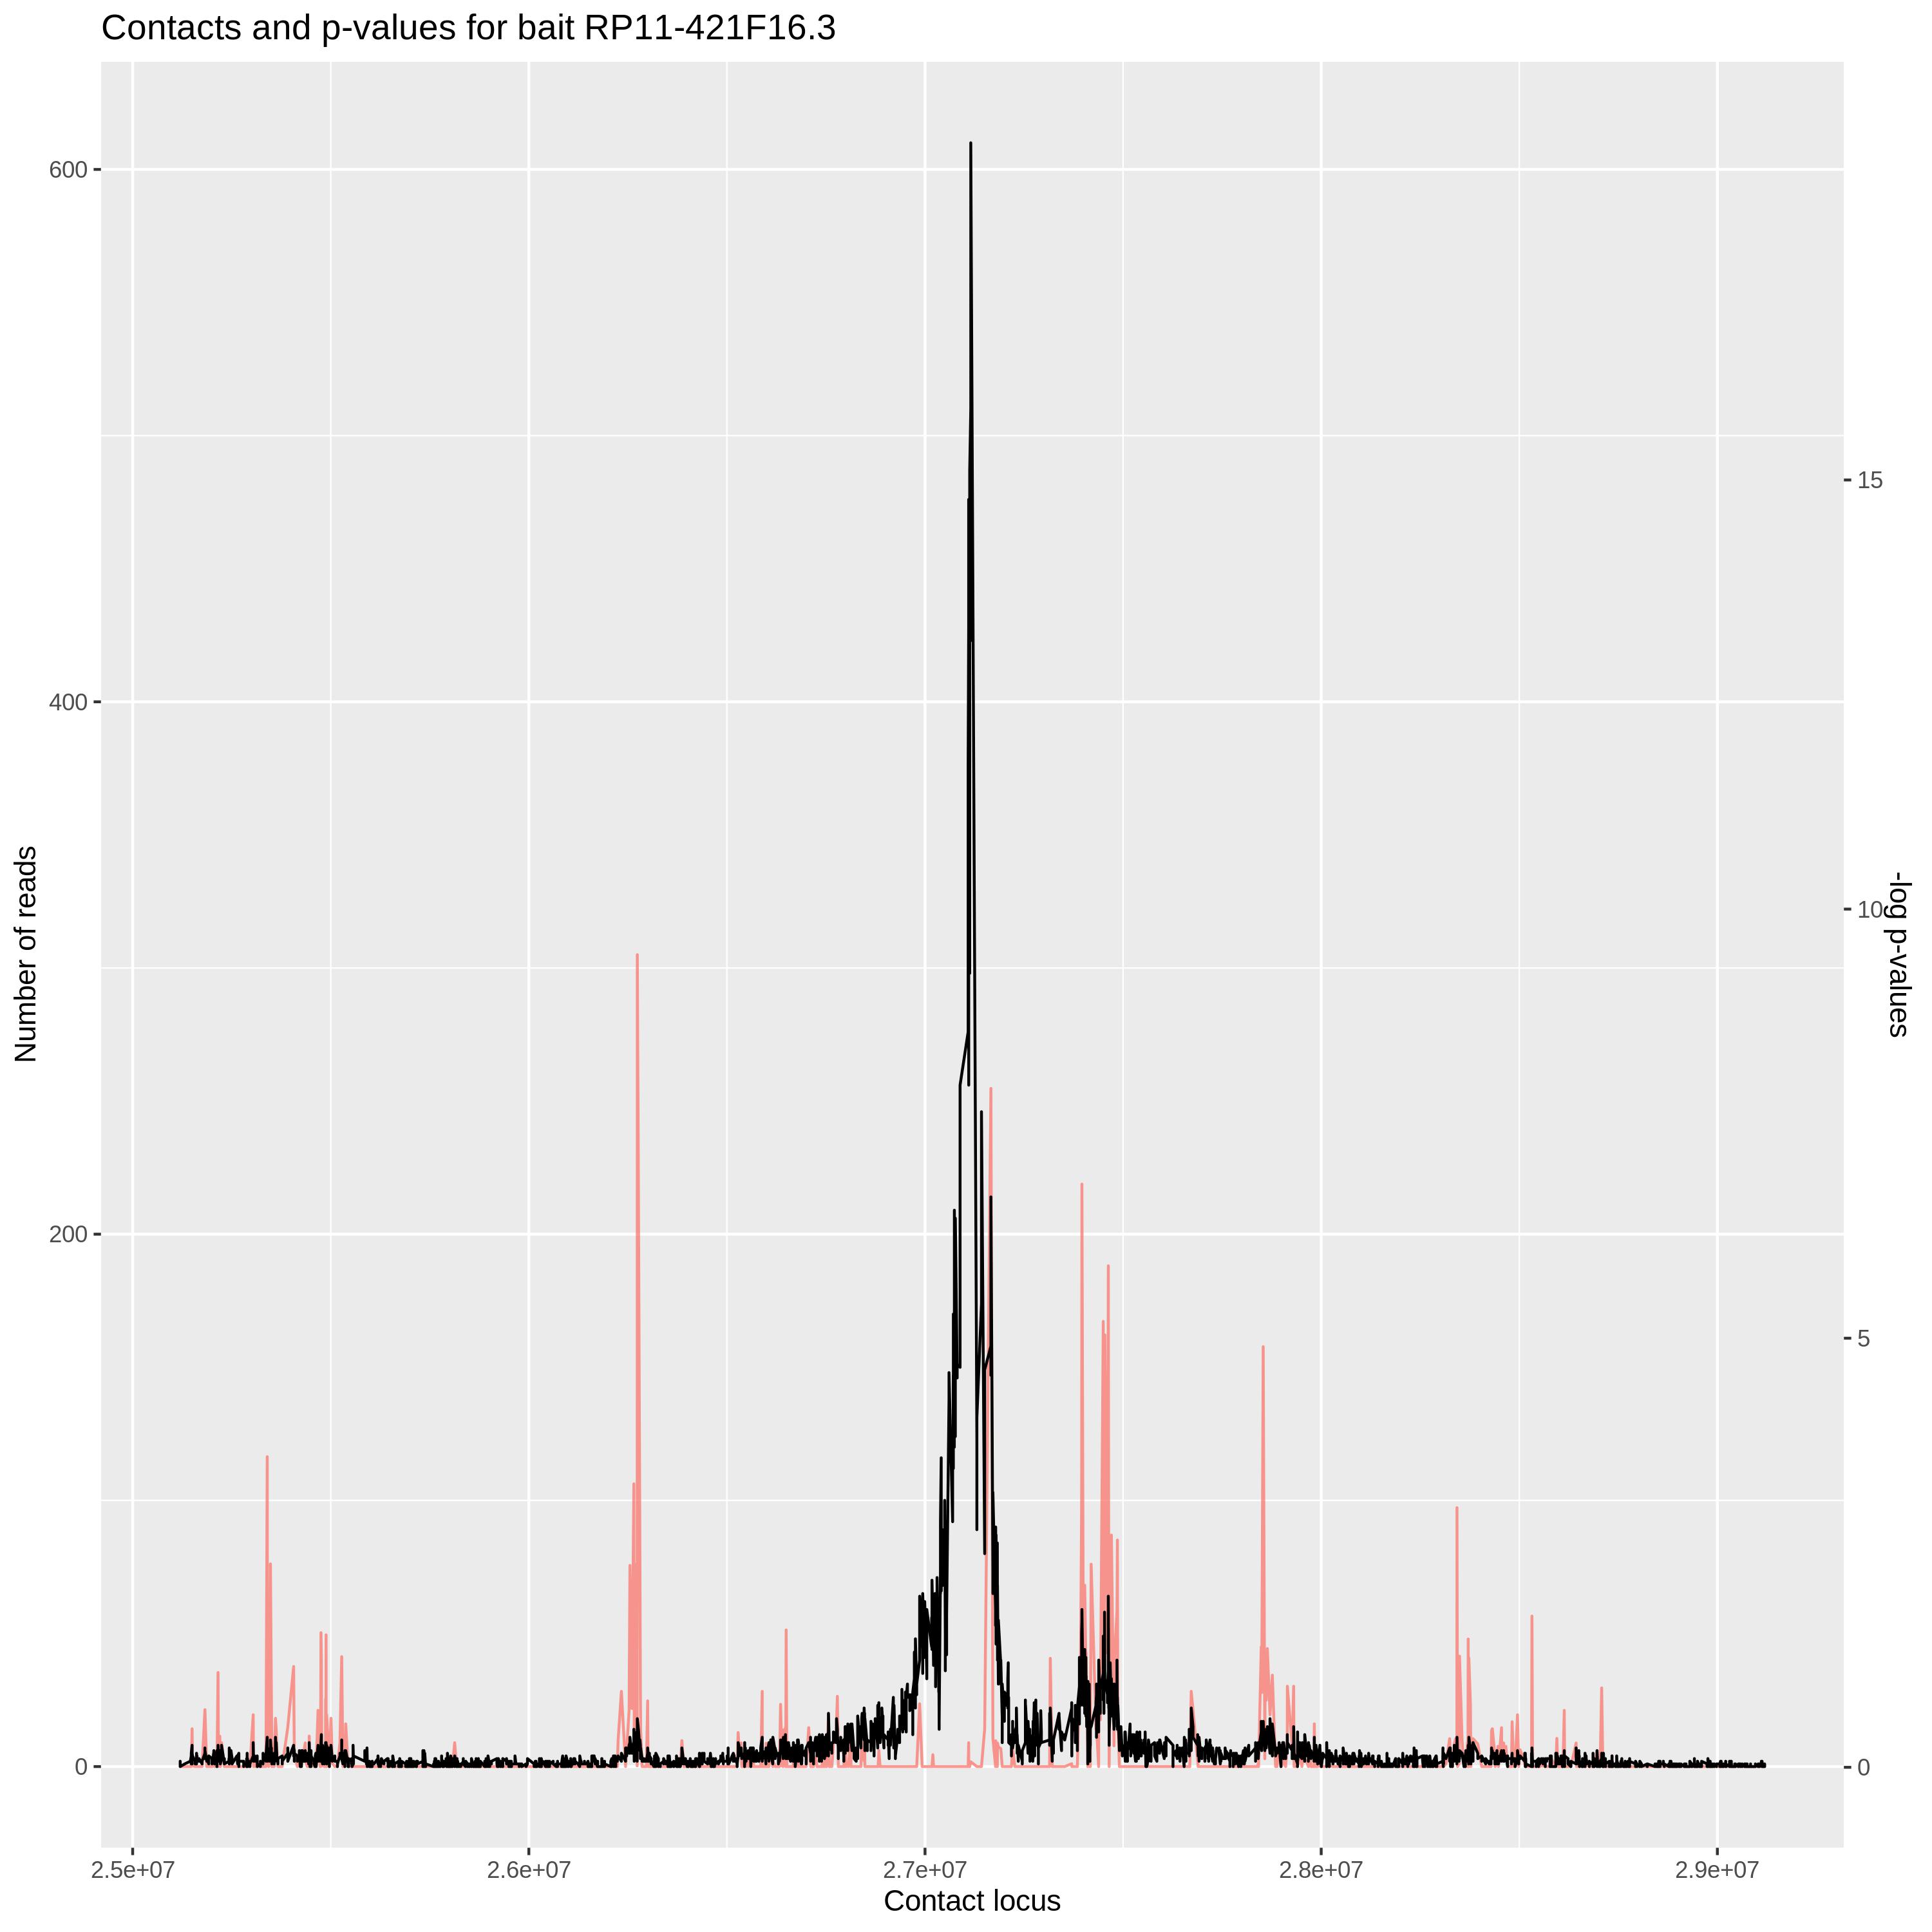 Contacts and p-values for bait RP11-421F16.3
600
400
200
0
Number of reads
15
10
5
0
-log p-values
2.5e+07
2.6e+07
2.7e+07
2.8e+07
2.9e+07
Contact locus